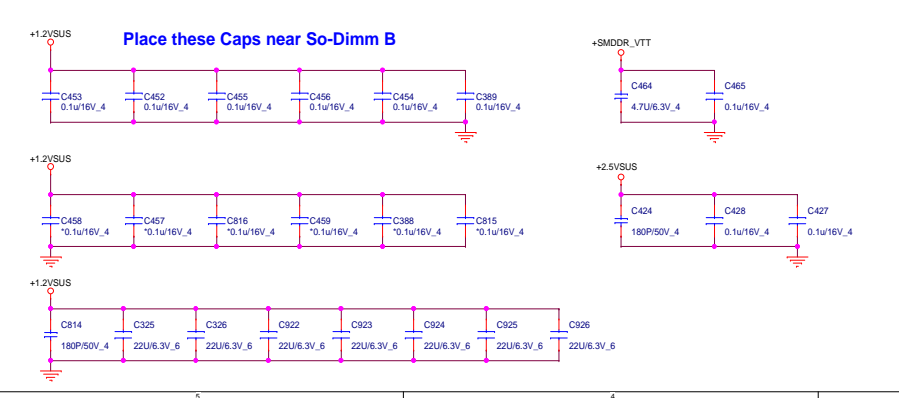 +1.2VSUS
Place these Caps near So-Dimm B
C453 C452 C455 C456 C454 C389
0.1u/16V_4 0.1u/16V_4 0.1u/16V_4 0.1u/16V_4 0.1u/16V_4 0.1u/16V_4
+SMDDR_VTT
C464 C465
4.7U/6.3V_4 0.1u/16V_4
+1.2VSUS
C458 C457 C816 C459 C388 C815
*0.1u/16V_4 *0.1u/16V_4 *0.1u/16V_4 *0.1u/16V_4 *0.1u/16V_4 *0.1u/16V_4
+2.5VSUS
C424 C428 C427
180P/50V_4 0.1u/16V_4 0.1u/16V_4
+1.2VSUS
C814 C325 C326 C922 C923 C924 C925 C926
180P/50V_4 22U/6.3V_6 22U/6.3V_6 22U/6.3V_6 22U/6.3V_6 22U/6.3V_6 22U/6.3V_6 22U/6.3V_6
5 4